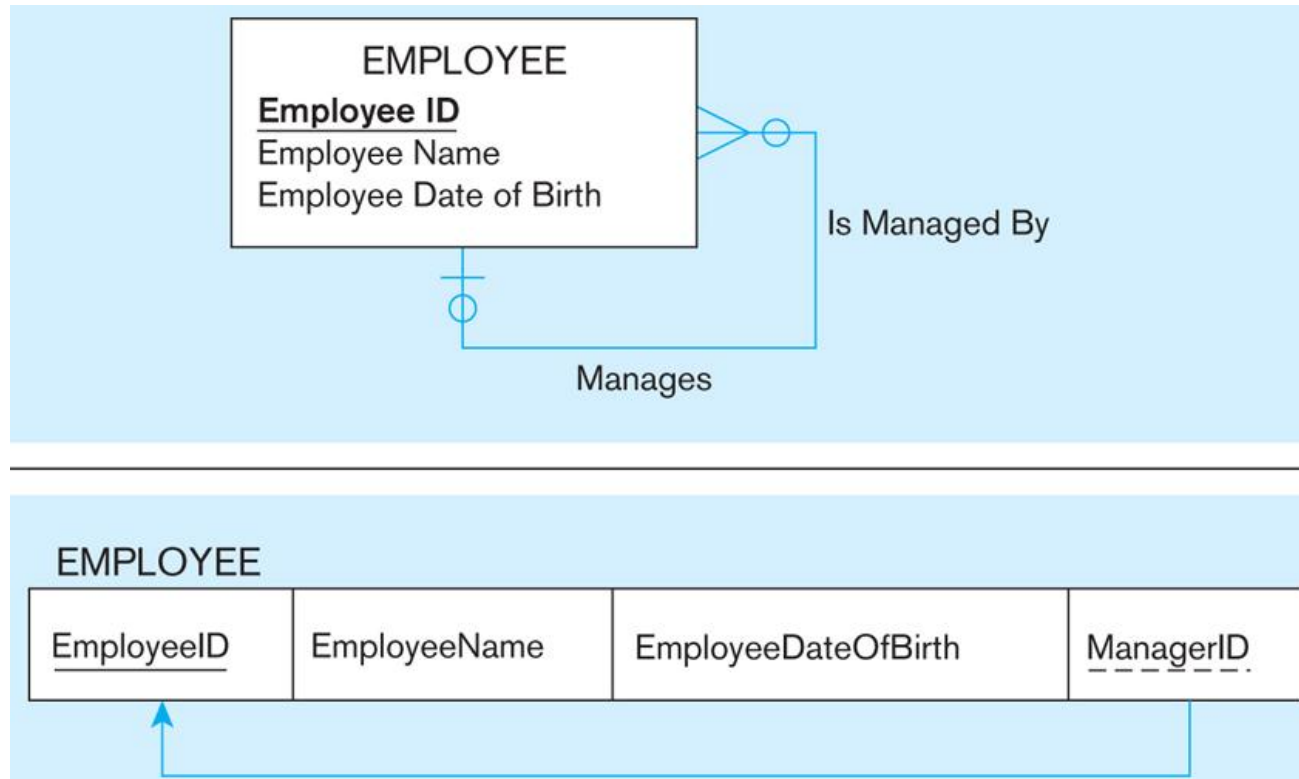 EMPLOYEE
Employee ID
Employee Name
Employee Date of Birth
Is Managed By
Manages
EMPLOYEE
EmployeeID EmployeeName EmployeeDateOfBirth ManagerID